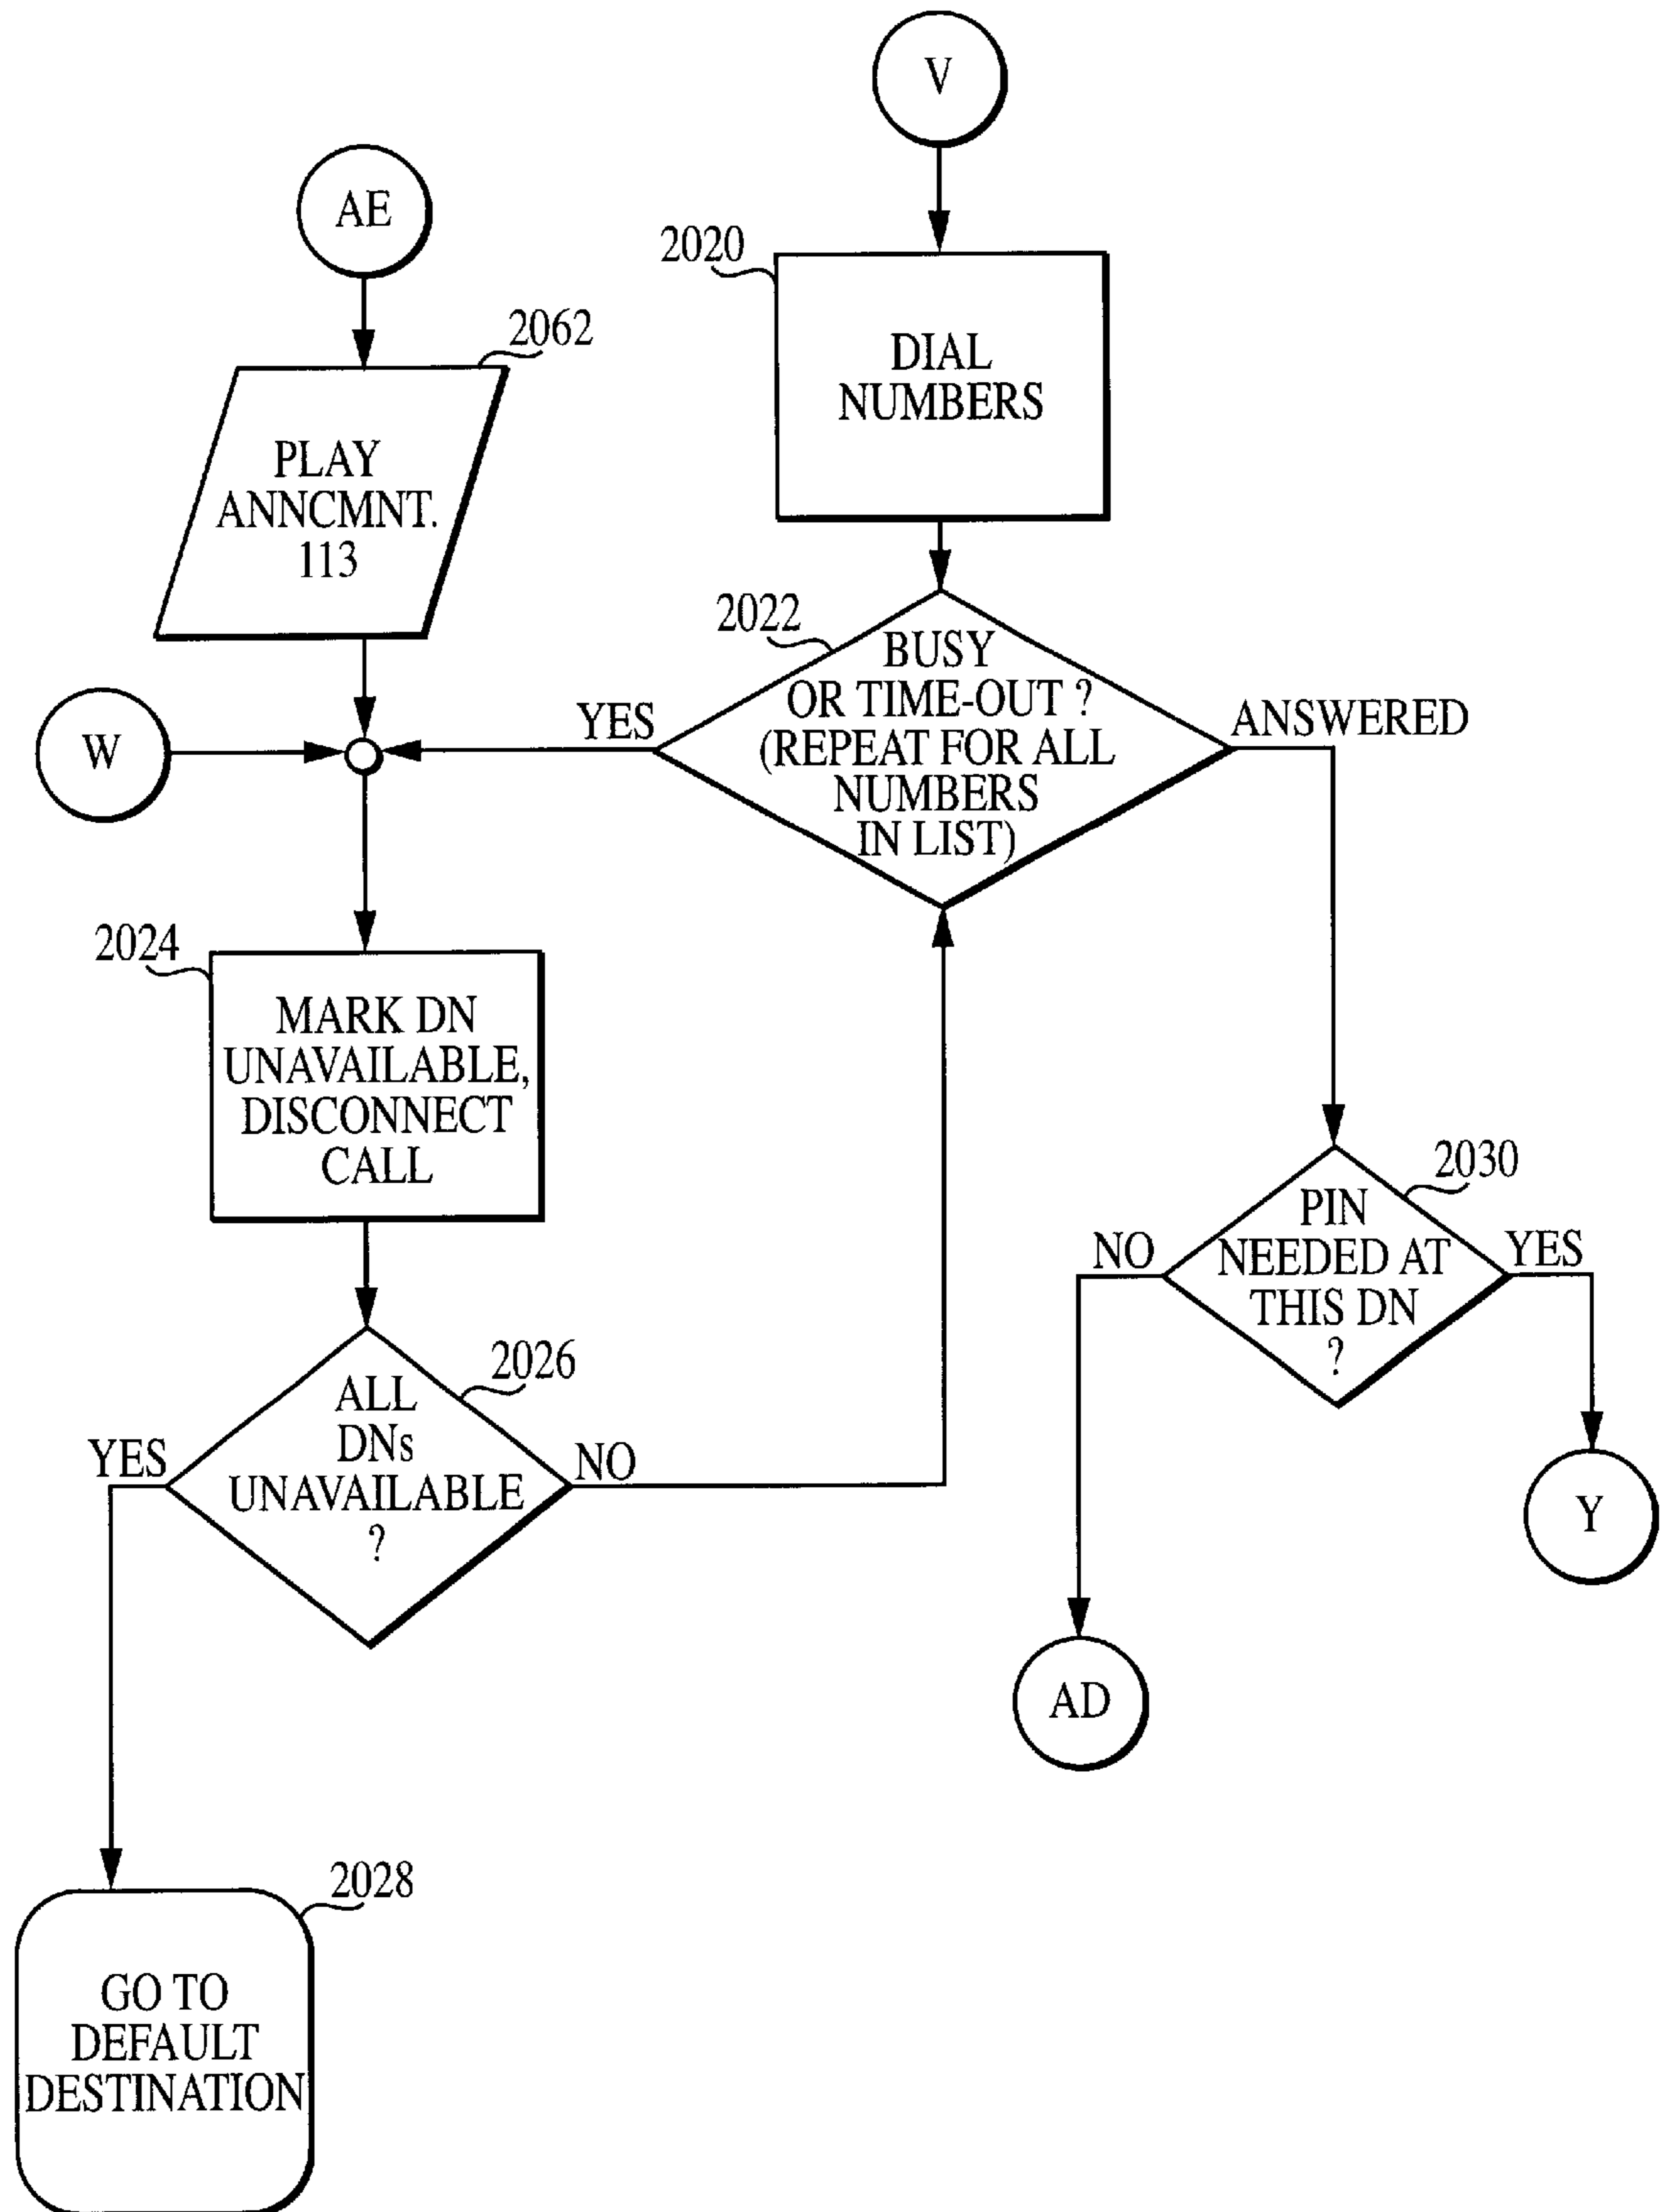 V
AE
2020
2062
DIAL
NUMBERS
PLAY
ANNCMNT.
113
2022
BUSY
OR TIME-OUT ?
(REPEAT FOR ALL
NUMBERS
IN LIST)
YES
ANSWERED
W
2024
MARK DN
UNAVAILABLE,
DISCONNECT
CALL
2030
PIN
NEEDED AT
THIS DN
?
NO
YES
2026
ALL
DNs
UNAVAILABLE
?
YES
NO
Y
AD
2028
GO TO
DEFAULT
DESTINATION